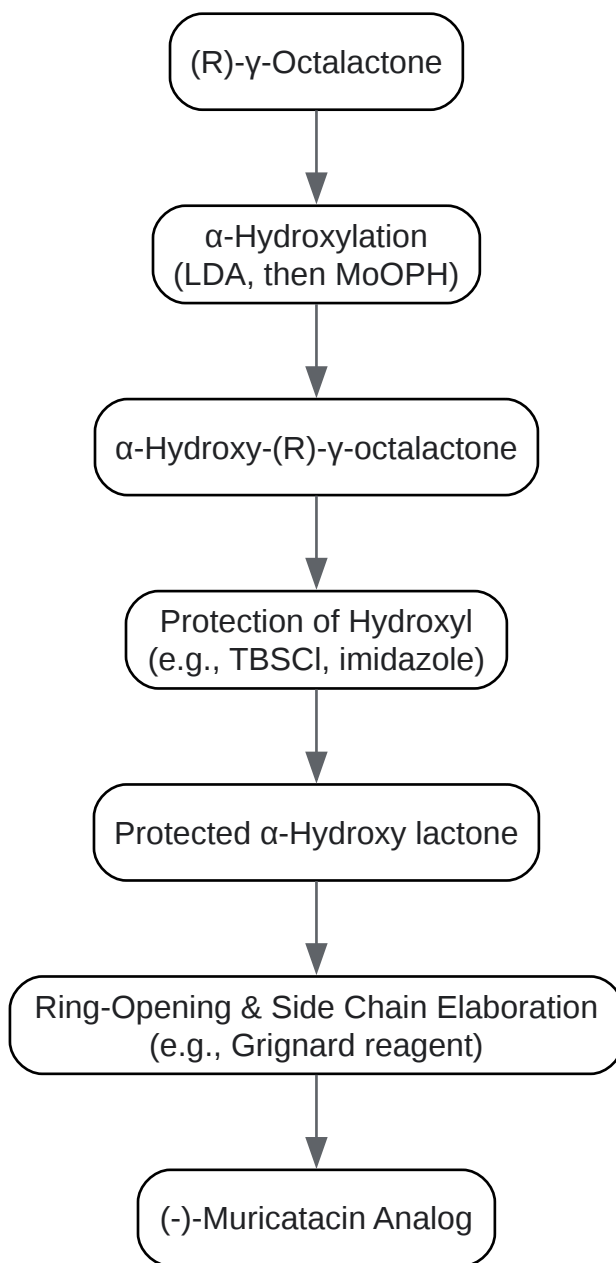 (R)-γ-Octalactone
α-Hydroxylation
(LDA, then MoOPH)
α-Hydroxy-(R)-γ-octalactone
Protection of Hydroxyl
(e.g., TBSCl, imidazole)
Protected α-Hydroxy lactone
Ring-Opening & Side Chain Elaboration
(e.g., Grignard reagent)
(-)-Muricatacin Analog